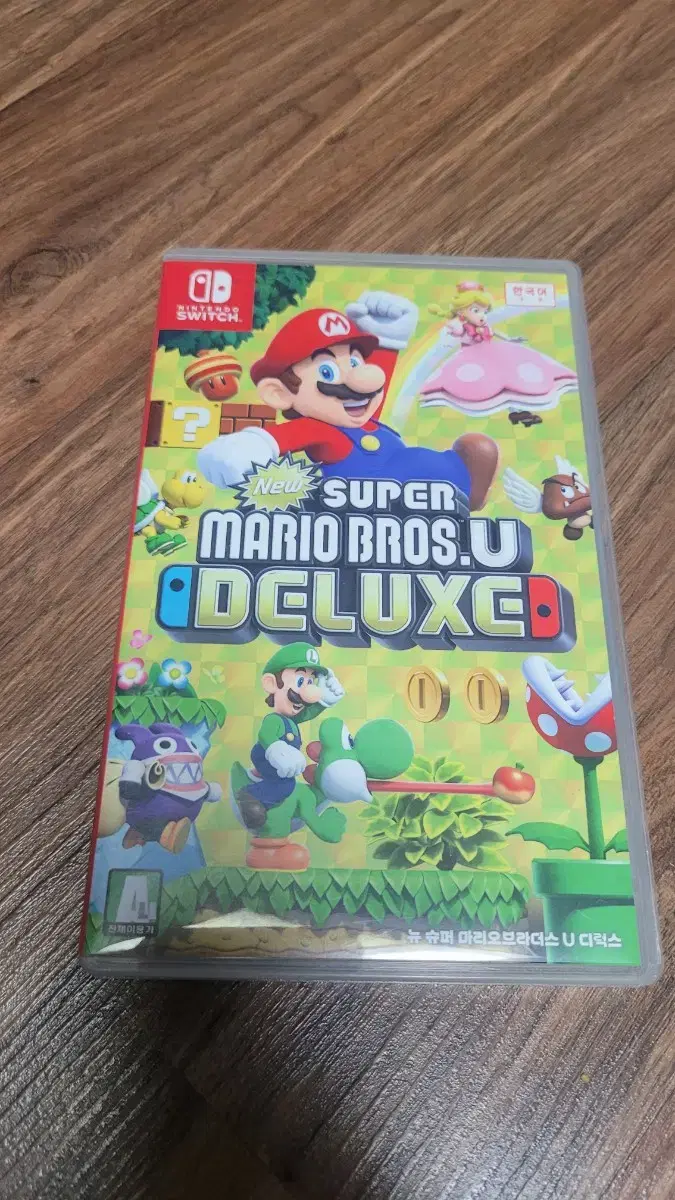 NINTENDO
SWITCH
한국어
M
?
New SUPER
MARIO BROS.U
DELUXE
L
전체이용가
뉴 슈퍼 마리오브라더스 U 디럭스